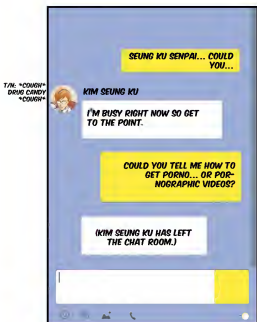 SEUNG KU SENPAI... COULD
YOU...
T/N: *COUGH*
DRUG CANDY
*COUGH*
KIM SEUNG KU
I'M BUSY RIGHT NOW SO GET
TO THE POINT.
COULD YOU TELL ME HOW TO
GET PORNO... OR POR-
NOGRAPHIC VIDEOS?
(KIM SEUNG KU HAS LEFT
THE CHAT ROOM.)